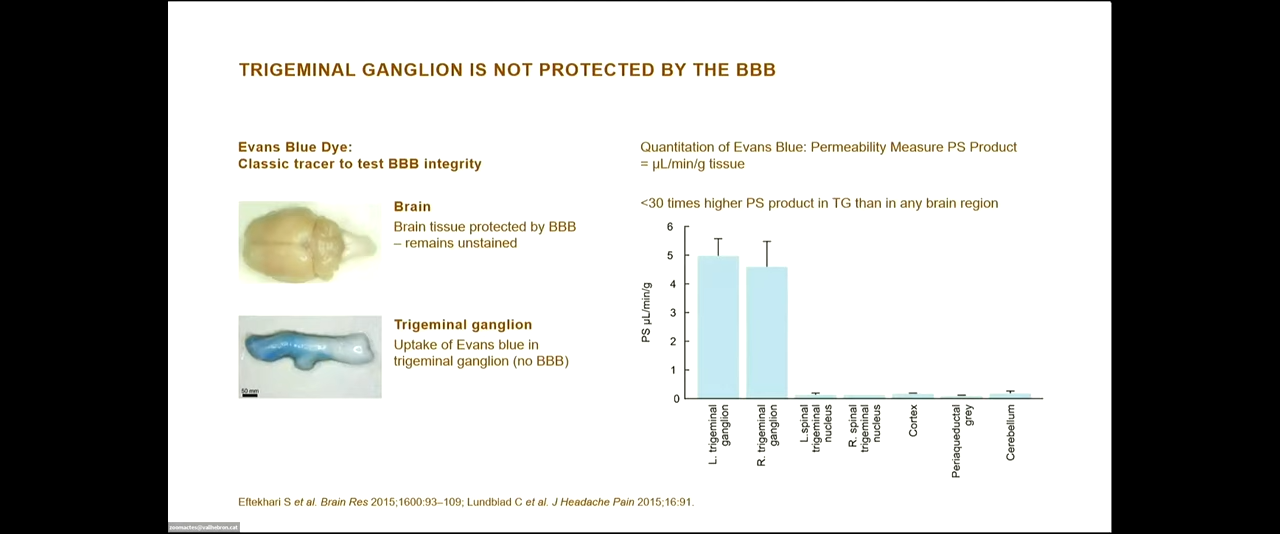 TRIGEMINAL GANGLION IS NOT PROTECTED BY THE BBB
Evans Blue Dye:
Classic tracer to test BBB integrity
Brain
Brain tissue protected by BBB
– remains unstained
Trigeminal ganglion
Uptake of Evans blue in
trigeminal ganglion (no BBB)
50 mm
Quantitation of Evans Blue: Permeability Measure PS Product
= µL/min/g tissue
<30 times higher PS product in TG than in any brain region
PS µL/min/g
6
5
4
3
2
1
0
L. trigeminal
ganglion
R. trigeminal
ganglion
L.spinal
trigeminal
nucleus
R. spinal
trigeminal
nucleus
Cortex
Periaqueductal
grey
Cerebellum
Eftekhari S et al. Brain Res 2015;1600:93–109; Lundblad C et al. J Headache Pain 2015;16:91.
zoomactes@vallhebron.cat